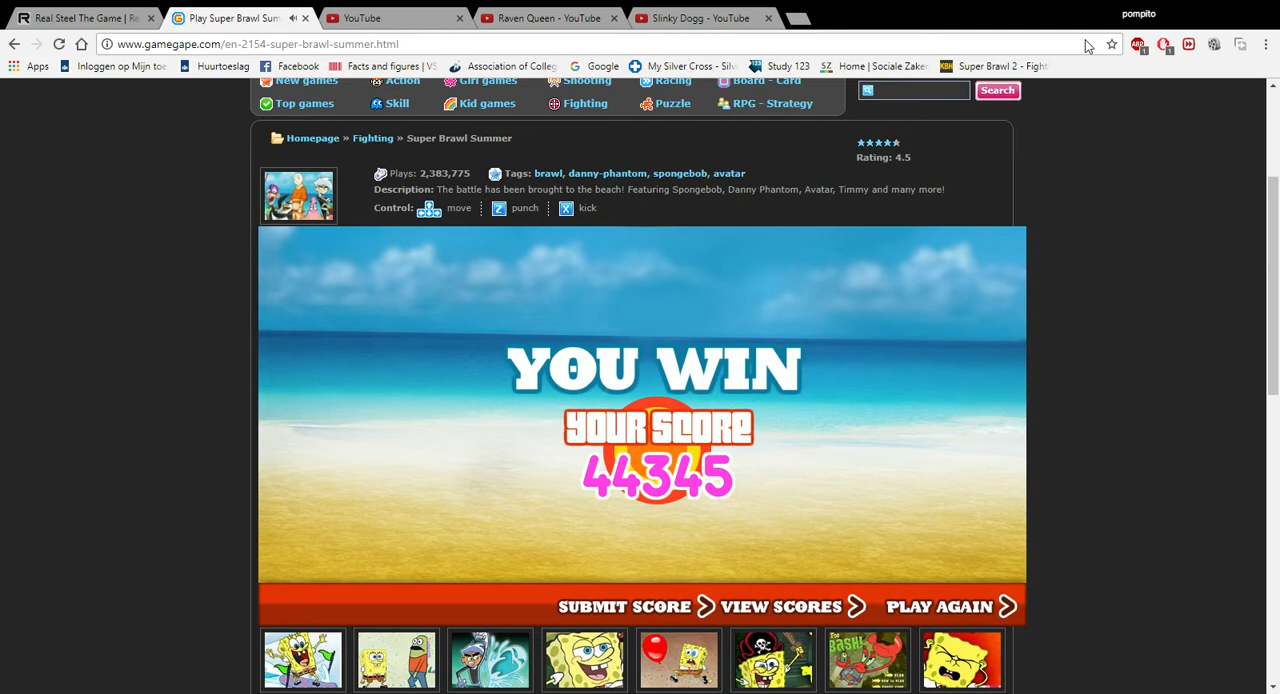 pompito
Real Steel The Game | Re
Play Super Brawl Sum
YouTube
Raven Queen - YouTube
Slinky Dogg - YouTube
www.gamegape.com/en-2154-super-brawl-summer.html
Apps
Inloggen op Mijn toe
Huurtoeslag
Facebook
Facts and figures | VS
Association of Colleg
Google
My Silver Cross - Silv
Study 123
Home | Sociale Zaken
Super Brawl 2 - Fight
New games
Action
Girl games
Shooting
Racing
Board - Card
Top games
Skill
Kid games
Fighting
Puzzle
RPG - Strategy
Search
Homepage » Fighting » Super Brawl Summer
Rating: 4.5
Plays: 2,383,775
Tags: brawl, danny-phantom, spongebob, avatar
Description: The battle has been brought to the beach! Featuring Spongebob, Danny Phantom, Avatar, Timmy and many more!
Control: move Z punch X kick
YOU WIN
YOUR SCORE
44345
SUBMIT SCORE
VIEW SCORES
PLAY AGAIN
BASH!